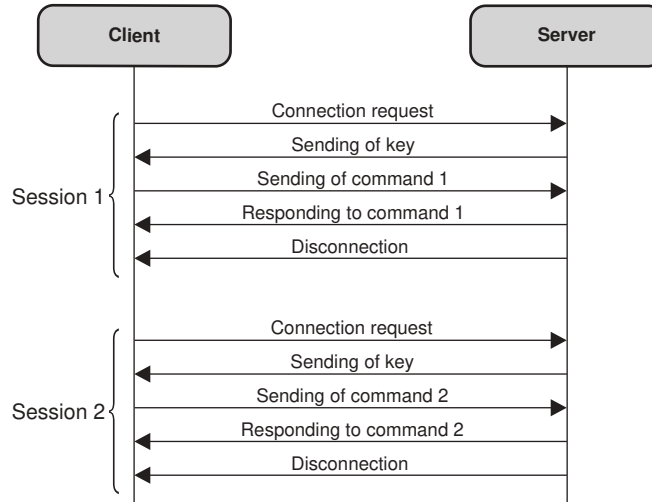 Client
Server
Connection request
Sending of key
Session 1
Sending of command 1
Responding to command 1
Disconnection
Connection request
Sending of key
Session 2
Sending of command 2
Responding to command 2
Disconnection